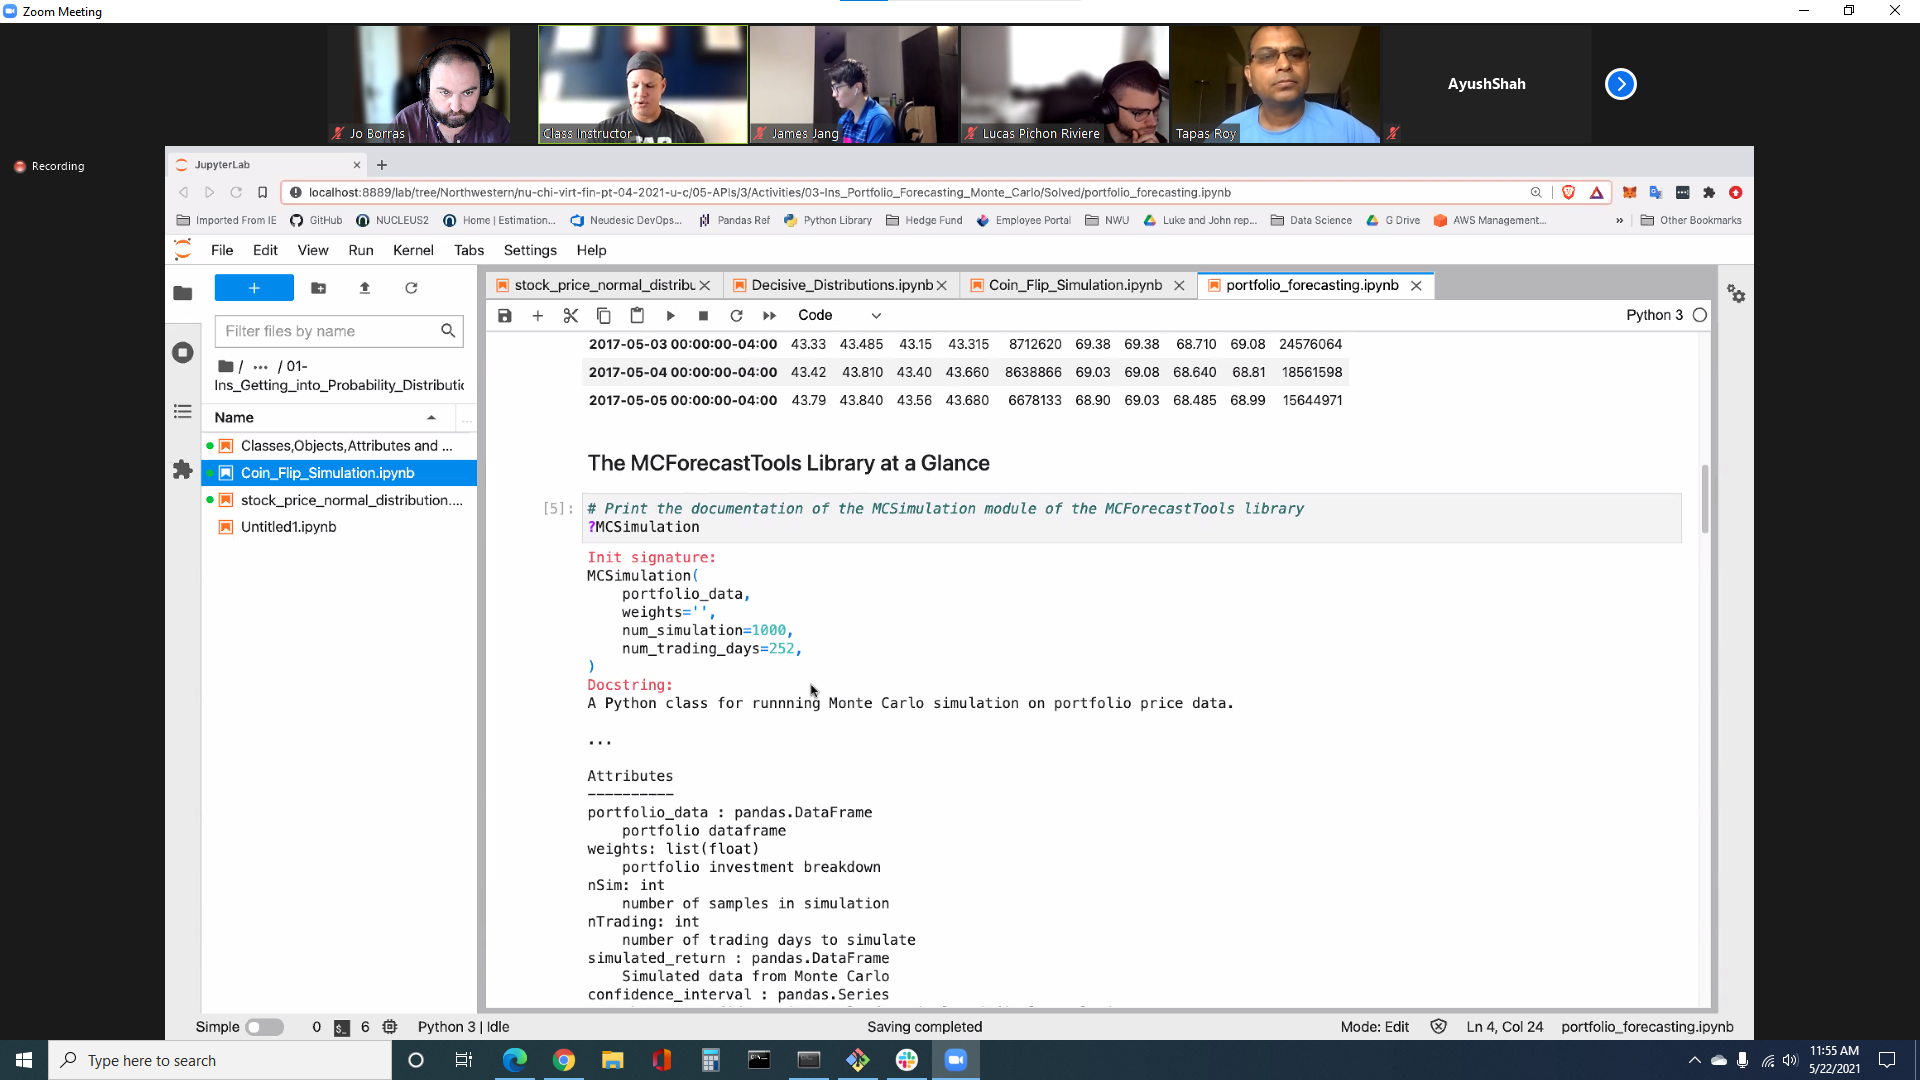 Zoom Meeting
Jo Borras
Class Instructor
James Jang
Lucas Pichon Riviere
Tapas Roy
AyushShah
Recording
JupyterLab
localhost:8889/lab/tree/Northwestern/nu-chi-virt-fin-pt-04-2021-u-c/05-APIs/3/Activities/03-Ins_Portfolio_Forecasting_Monte_Carlo/Solved/portfolio_forecasting.ipynb
Imported From IE GitHub NUCLEUS2 Home | Estimation... Neudesic DevOps... Pandas Ref Python Library Hedge Fund Employee Portal NWU Luke and John rep... Data Science G Drive AWS Management... » Other Bookmarks
File Edit View Run Kernel Tabs Settings Help
stock_price_normal_distribu Decisive_Distributions.ipynb Coin_Flip_Simulation.ipynb portfolio_forecasting.ipynb
Code
Python 3
Filter files by name
/ ... / 01-
Ins_Getting_into_Probability_Distributic
Name
Classes,Objects,Attributes and ...
Coin_Flip_Simulation.ipynb
stock_price_normal_distribution....
Untitled1.ipynb
2017-05-03 00:00:00-04:00 43.33 43.485 43.15 43.315 8712620 69.38 69.38 68.710 69.08 24576064
2017-05-04 00:00:00-04:00 43.42 43.810 43.40 43.660 8638866 69.03 69.08 68.640 68.81 18561598
2017-05-05 00:00:00-04:00 43.79 43.840 43.56 43.680 6678133 68.90 69.03 68.485 68.99 15644971
The MCForecastTools Library at a Glance
[5]: # Print the documentation of the MCSimulation module of the MCForecastTools library
?MCSimulation
Init signature:
MCSimulation(
portfolio_data,
weights='',
num_simulation=1000,
num_trading_days=252,
)
Docstring:
A Python class for runnning Monte Carlo simulation on portfolio price data.
...
Attributes
----------
portfolio_data : pandas.DataFrame
portfolio dataframe
weights: list(float)
portfolio investment breakdown
nSim: int
number of samples in simulation
nTrading: int
number of trading days to simulate
simulated_return : pandas.DataFrame
Simulated data from Monte Carlo
confidence_interval : pandas.Series
Simple 0 6 Python 3 | Idle Saving completed Mode: Edit Ln 4, Col 24 portfolio_forecasting.ipynb
Type here to search
11:55 AM
5/22/2021